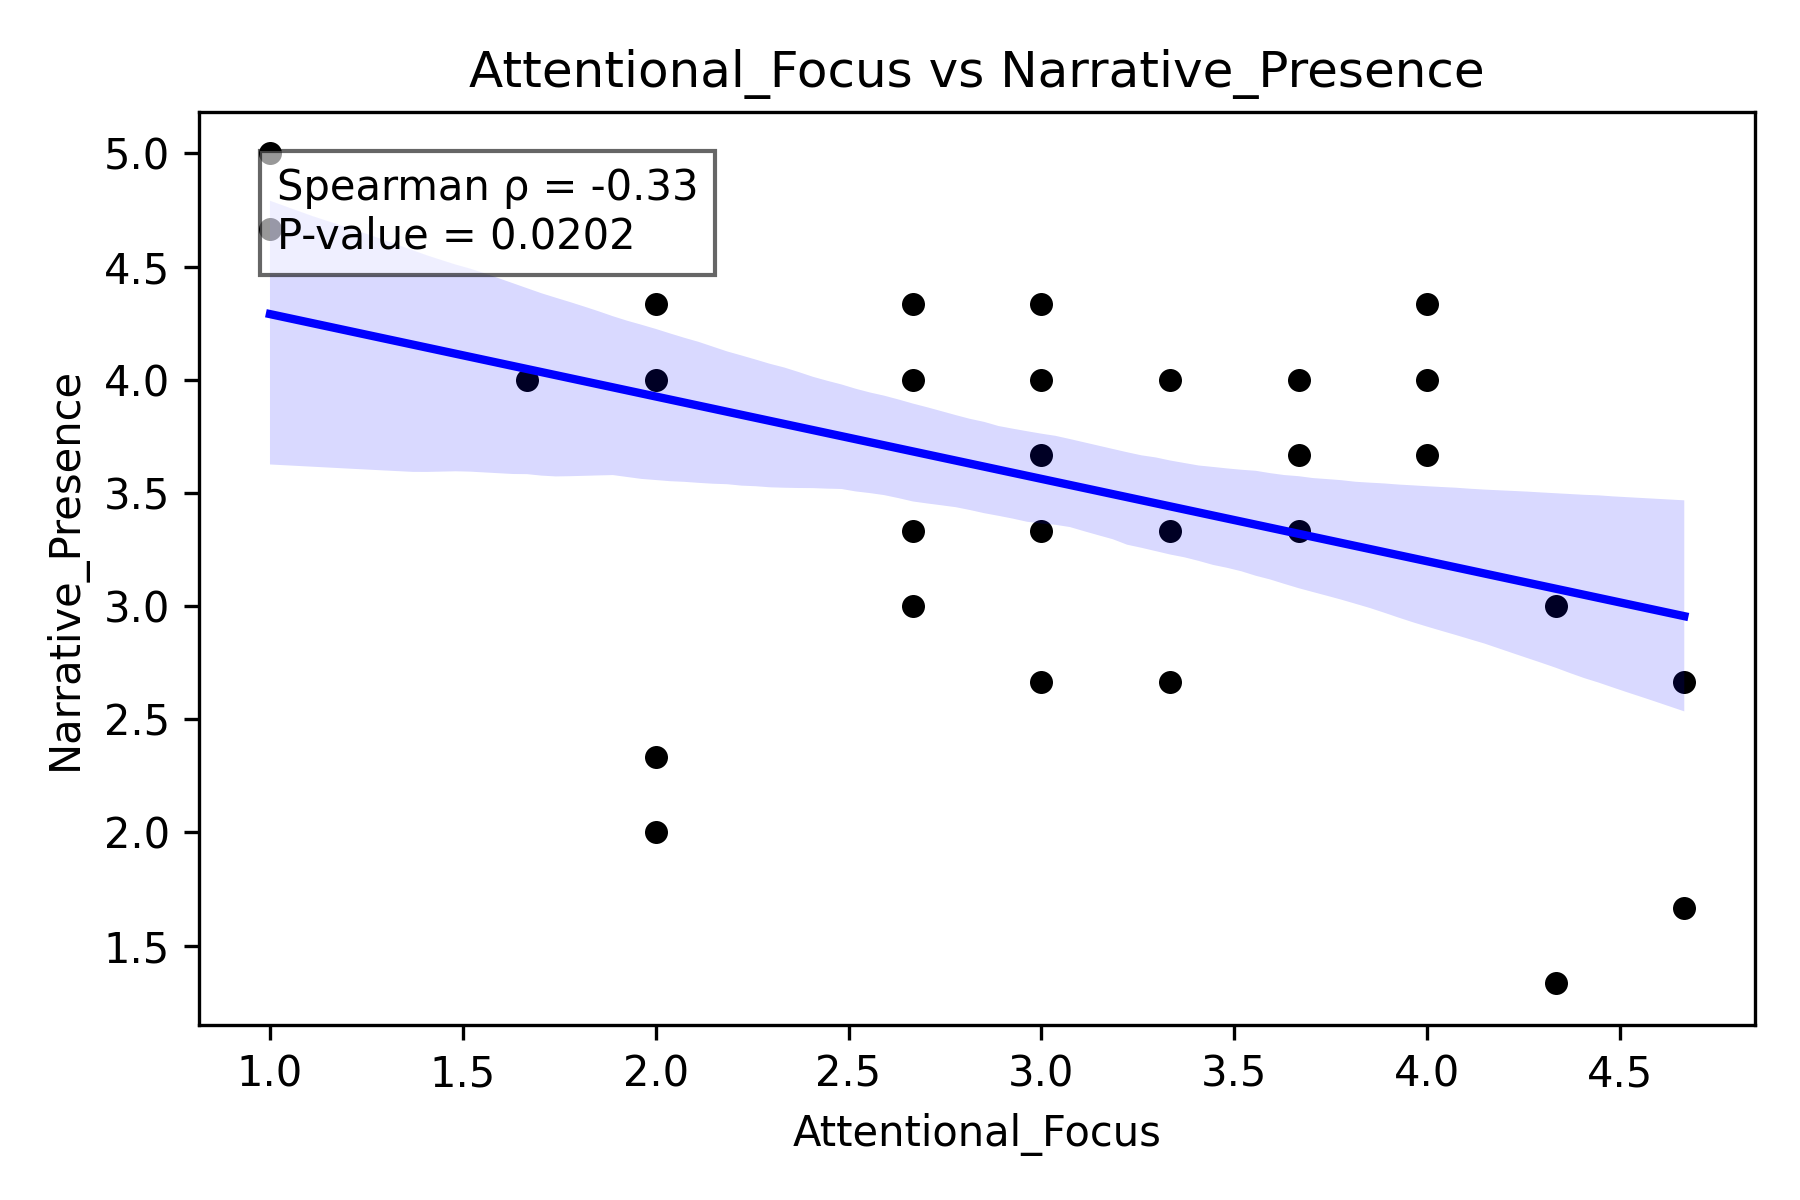 Attentional_Focus vs Narrative_Presence
Spearman ρ = -0.33
P-value = 0.0202
Narrative_Presence
5.0
4.5
4.0
3.5
3.0
2.5
2.0
1.5
1.0 1.5 2.0 2.5 3.0 3.5 4.0 4.5
Attentional_Focus